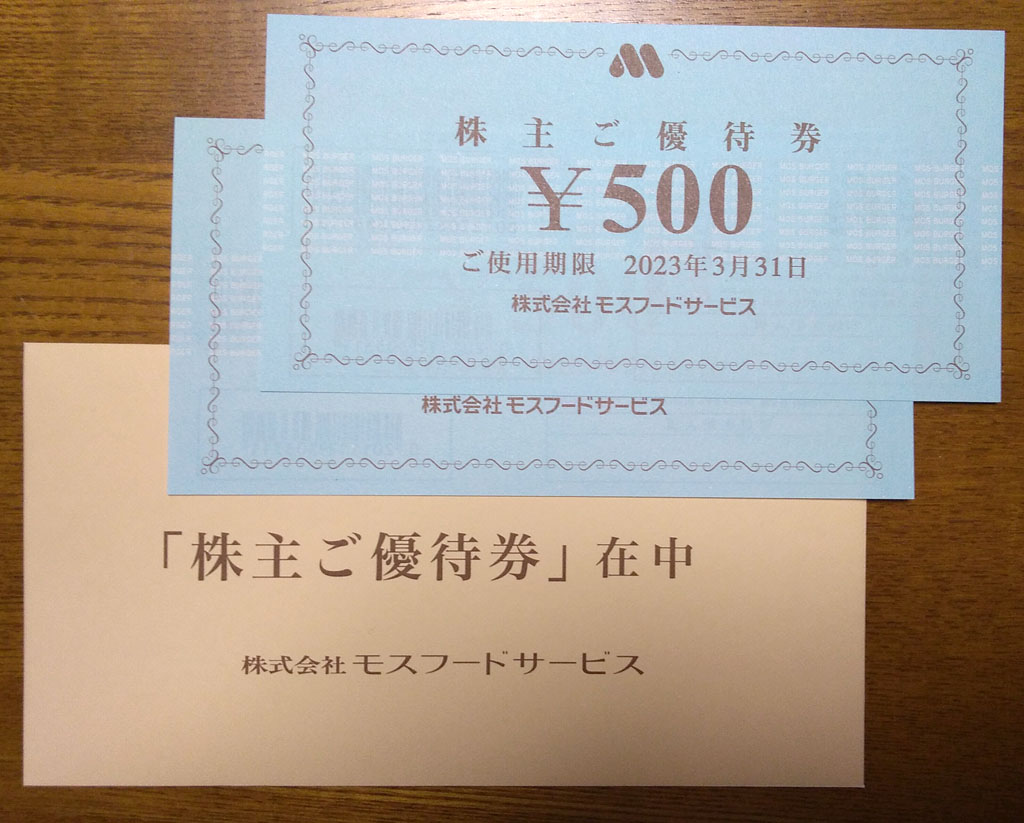 株主ご優待券
￥500
ご使用期限 2023年3月31日
株式会社モスフードサービス
株式会社モスフードサービス
「株主ご優待券」在中
株式会社モスフードサービス